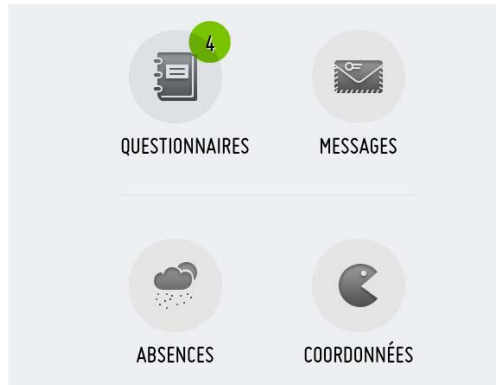 4
QUESTIONNAIRES
MESSAGES
ABSENCES
COORDONNÉES